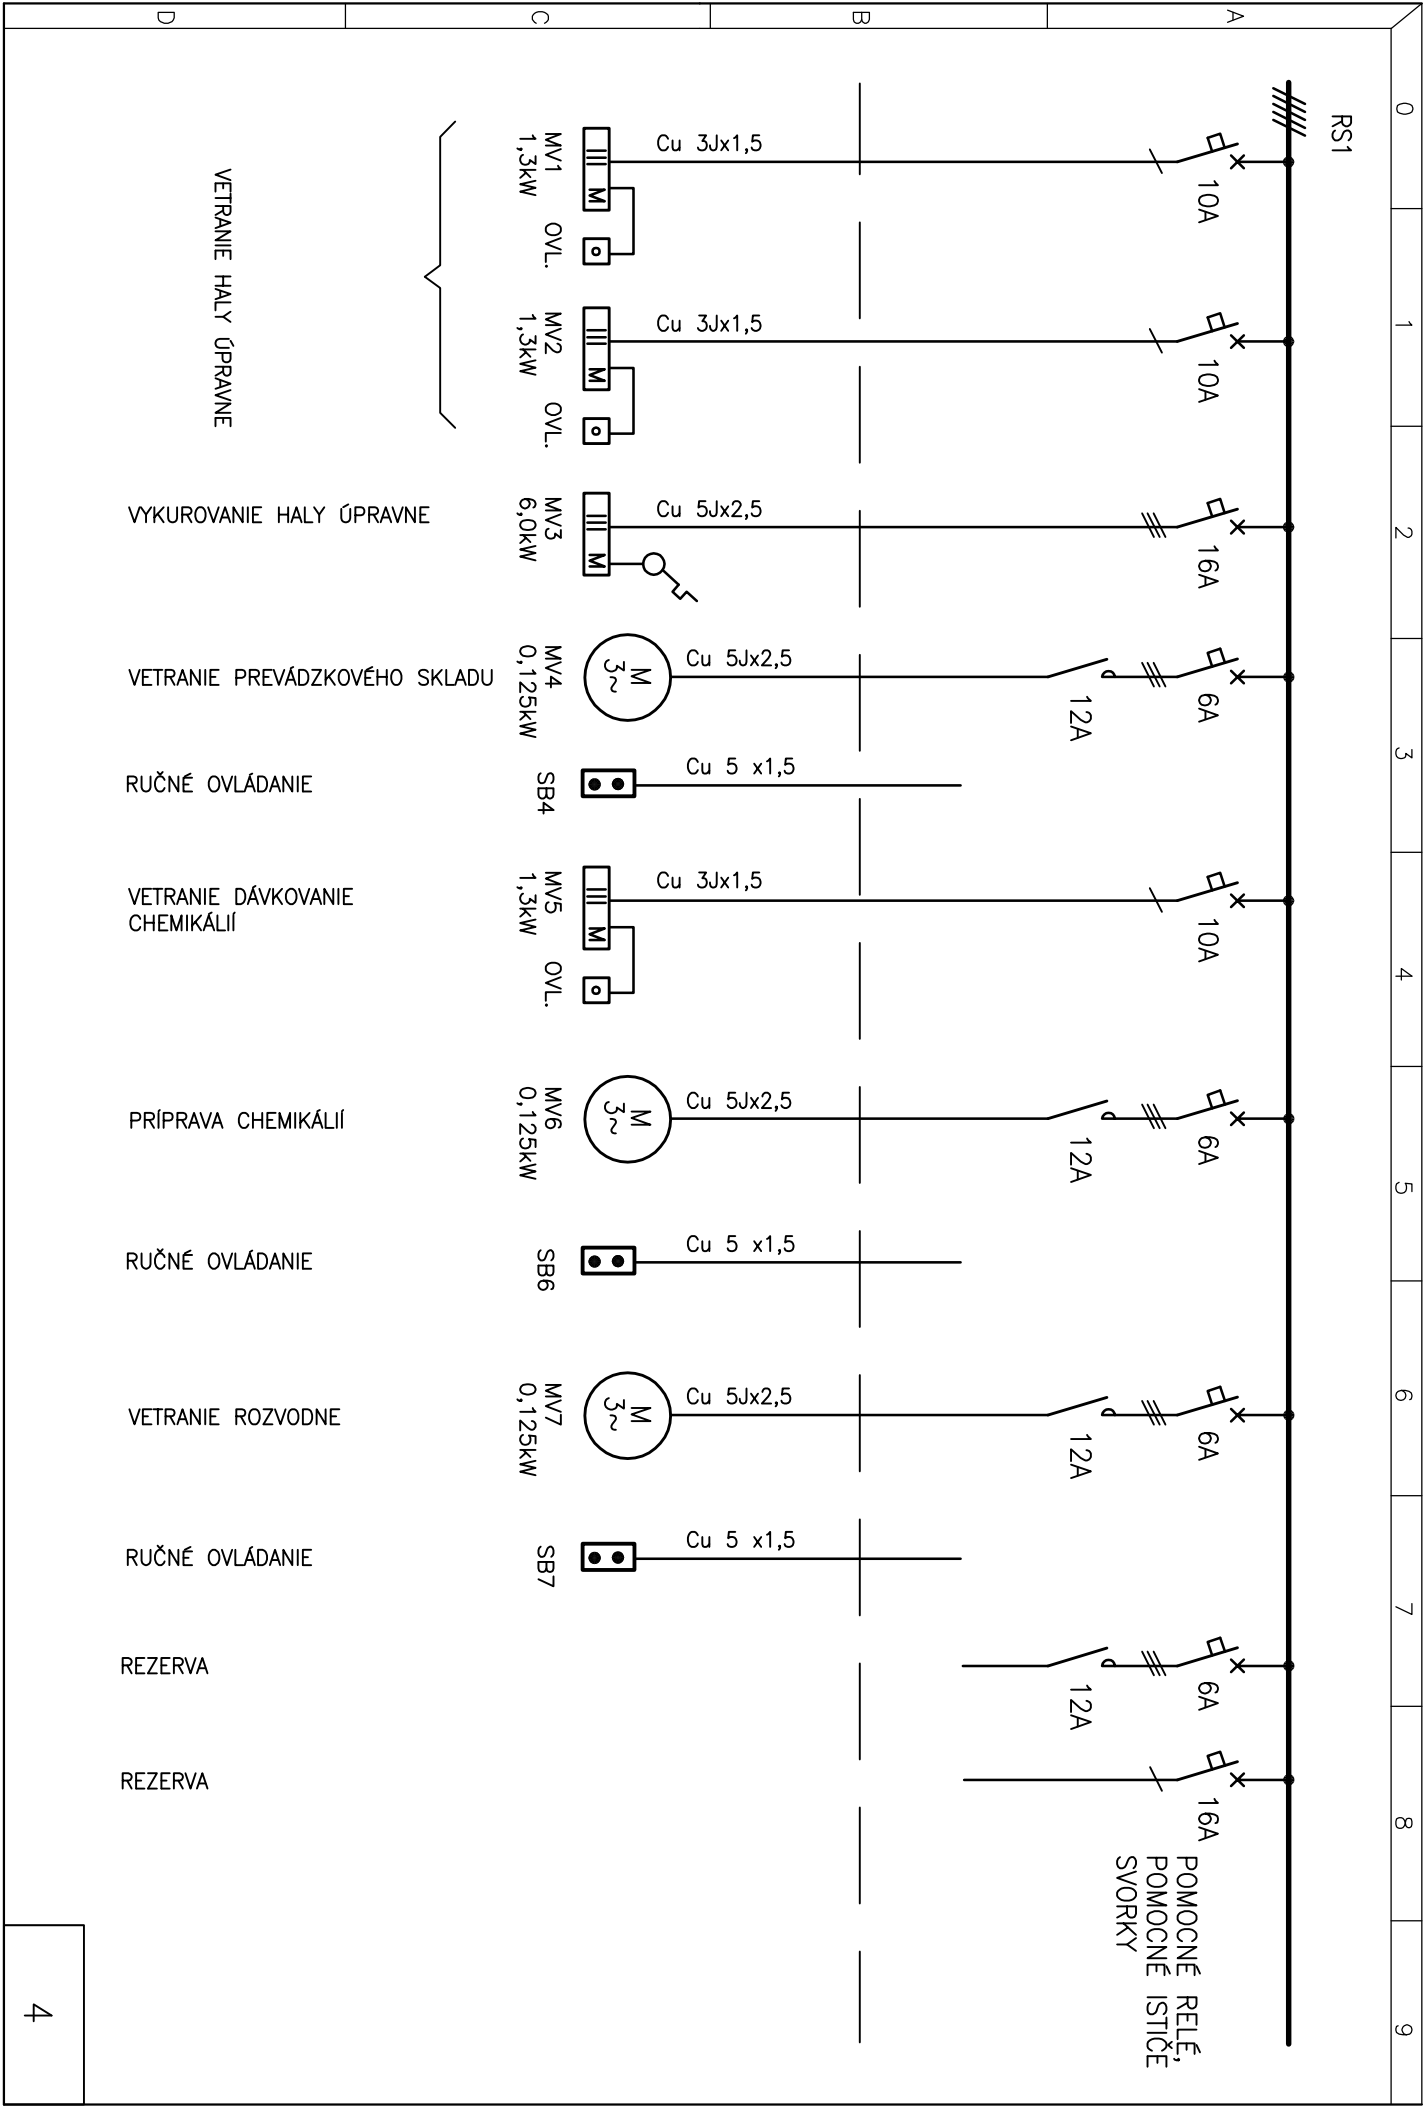 0
1
2
3
4
5
6
7
8
9
A
B
C
D
RS1
10A
Cu 3Jx1,5
MV1
1,3kW
OVL.
10A
Cu 3Jx1,5
MV2
1,3kW
OVL.
VETRANIE HALY ÚPRAVNE
16A
Cu 5Jx2,5
MV3
6,0kW
VYKUROVANIE HALY ÚPRAVNE
6A
12A
Cu 5Jx2,5
M
3~
MV4
0,125kW
VETRANIE PREVÁDZKOVÉHO SKLADU
Cu 5 x1,5
SB4
RUČNÉ OVLÁDANIE
10A
Cu 3Jx1,5
MV5
1,3kW
OVL.
VETRANIE DÁVKOVANIE
CHEMIKÁLIÍ
6A
12A
Cu 5Jx2,5
M
3~
MV6
0,125kW
PRÍPRAVA CHEMIKÁLIÍ
Cu 5 x1,5
SB6
RUČNÉ OVLÁDANIE
6A
12A
Cu 5Jx2,5
M
3~
MV7
0,125kW
VETRANIE ROZVODNE
Cu 5 x1,5
SB7
RUČNÉ OVLÁDANIE
6A
12A
REZERVA
16A
REZERVA
POMOCNÉ RELÉ,
POMOCNÉ ISTIČE
SVORKY
M
M
M
M
4